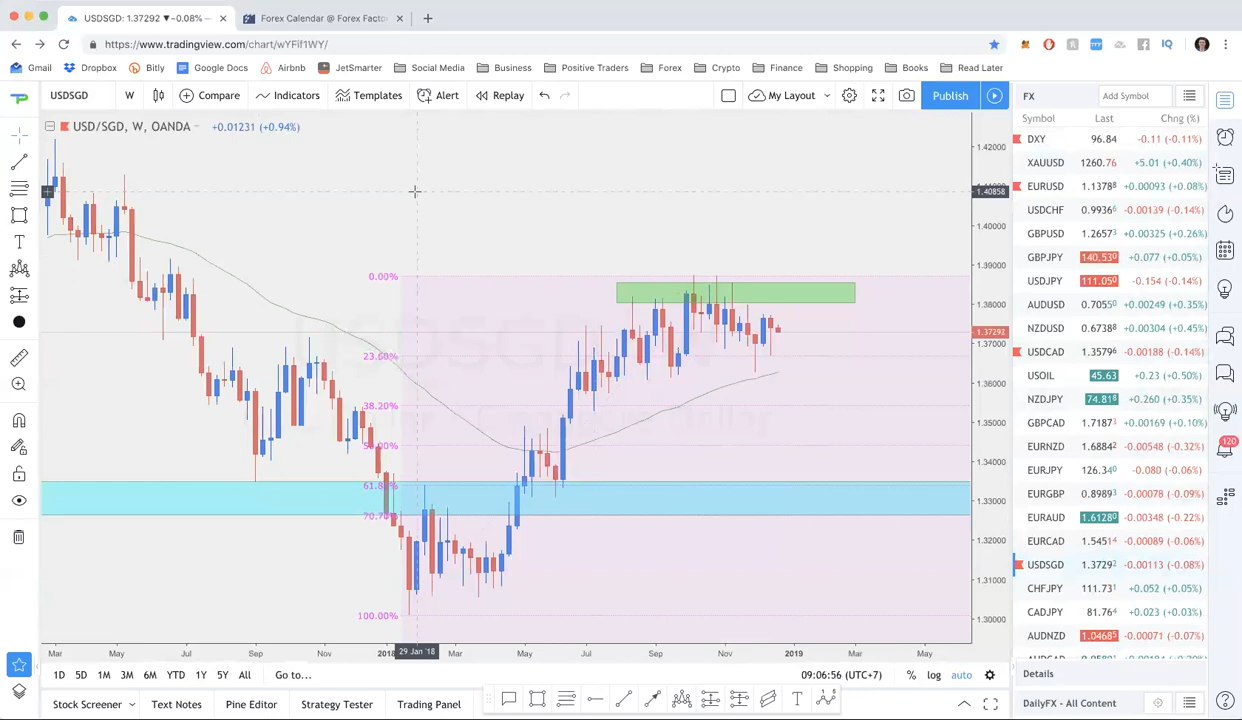 USDSGD: 1.37292 ▼−0.08% −
Forex Calendar @ Forex Facto
https://www.tradingview.com/chart/wYFif1WY/
Gmail Dropbox Bitly Google Docs Airbnb JetSmarter Social Media Business Positive Traders Forex Crypto Finance Shopping Books Read Later
USDSGD W Compare Indicators Templates Alert Replay My Layout Publish
FX Add Symbol
Symbol Last Chng (%)
USD/SGD, W, OANDA +0.01231 (+0.94%)
1.42000
1.40858
1.40000
1.39000
1.38000
1.37292
1.37000
1.36000
1.35000
1.34000
1.33000
1.32000
1.31000
1.30000
0.00%
23.60%
38.20%
50.00%
61.80%
70.70%
100.00%
Mar May Jul Sep Nov 2018 29 Jan '18 Mar May Jul Sep Nov 2019 Mar May
DXY 96.84 -0.11 (-0.11%)
XAUUSD 1260.76 +5.01 (+0.40%)
EURUSD 1.13788 +0.00093 (+0.08%)
USDCHF 0.99366 -0.00139 (-0.14%)
GBPUSD 1.26573 +0.00325 (+0.26%)
GBPJPY 140.530 +0.077 (+0.05%)
USDJPY 111.050 -0.154 (-0.14%)
AUDUSD 0.70550 +0.00249 (+0.35%)
NZDUSD 0.67388 +0.00304 (+0.45%)
USDCAD 1.35796 -0.00188 (-0.14%)
USOIL 45.63 +0.23 (+0.50%)
NZDJPY 74.816 +0.260 (+0.35%)
GBPCAD 1.71873 +0.00169 (+0.10%)
EURNZD 1.68842 -0.00548 (-0.32%)
EURJPY 126.340 -0.080 (-0.06%)
EURGBP 0.89893 -0.00078 (-0.09%)
EURAUD 1.61280 -0.00348 (-0.22%)
EURCAD 1.54514 -0.00089 (-0.06%)
USDSGD 1.37292 -0.00113 (-0.08%)
CHFJPY 111.731 +0.052 (+0.05%)
CADJPY 81.764 +0.023 (+0.03%)
AUDNZD 1.04685 -0.00071 (-0.07%)
120
1D 5D 1M 3M 6M YTD 1Y 5Y All Go to... 09:06:56 (UTC+7) % log auto
Details
Stock Screener Text Notes Pine Editor Strategy Tester Trading Panel
DailyFX - All Content